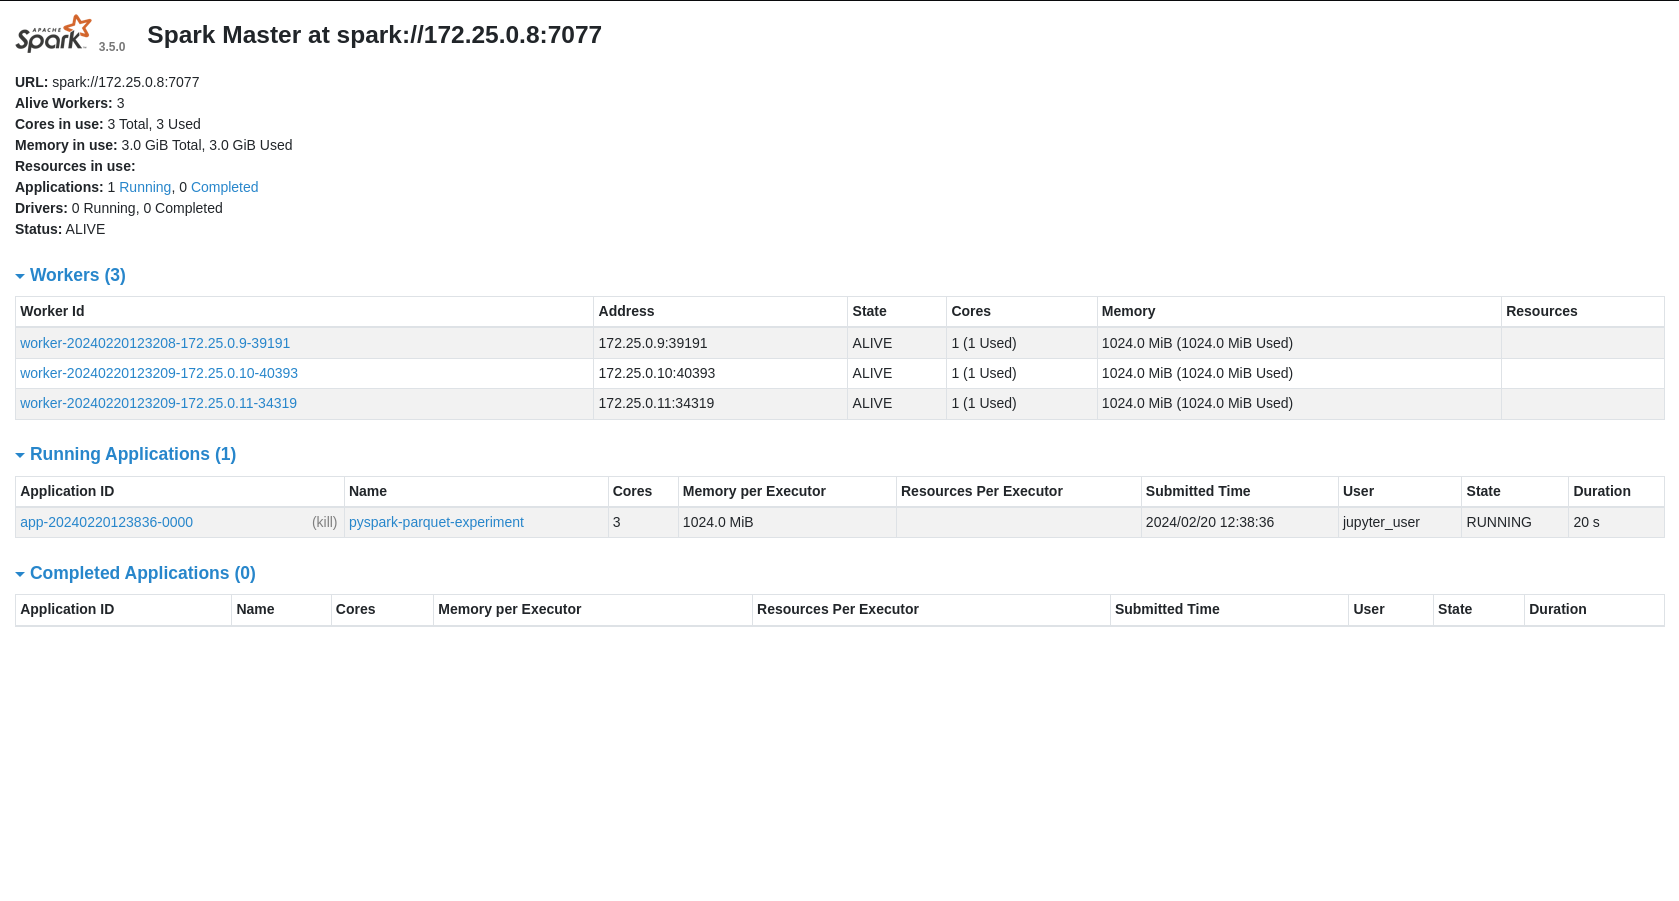 APACHE
Spark 3.5.0 Spark Master at spark://172.25.0.8:7077
URL: spark://172.25.0.8:7077
Alive Workers: 3
Cores in use: 3 Total, 3 Used
Memory in use: 3.0 GiB Total, 3.0 GiB Used
Resources in use:
Applications: 1 Running, 0 Completed
Drivers: 0 Running, 0 Completed
Status: ALIVE
Workers (3)
Worker Id Address State Cores Memory Resources
worker-20240220123208-172.25.0.9-39191 172.25.0.9:39191 ALIVE 1 (1 Used) 1024.0 MiB (1024.0 MiB Used)
worker-20240220123209-172.25.0.10-40393 172.25.0.10:40393 ALIVE 1 (1 Used) 1024.0 MiB (1024.0 MiB Used)
worker-20240220123209-172.25.0.11-34319 172.25.0.11:34319 ALIVE 1 (1 Used) 1024.0 MiB (1024.0 MiB Used)
Running Applications (1)
Application ID Name Cores Memory per Executor Resources Per Executor Submitted Time User State Duration
app-20240220123836-0000 (kill) pyspark-parquet-experiment 3 1024.0 MiB 2024/02/20 12:38:36 jupyter_user RUNNING 20 s
Completed Applications (0)
Application ID Name Cores Memory per Executor Resources Per Executor Submitted Time User State Duration